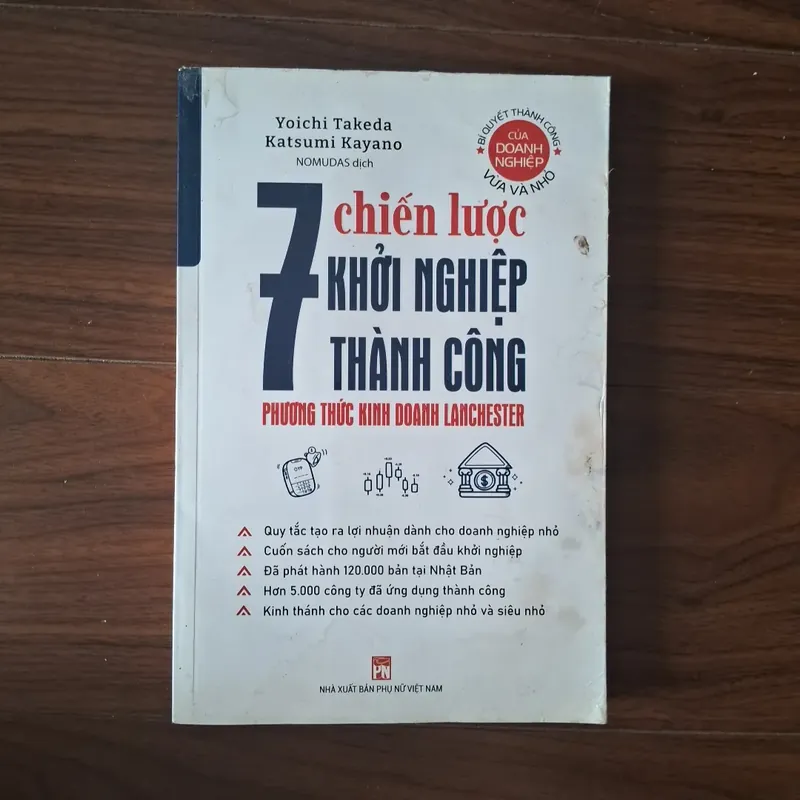 Yoichi Takeda
Katsumi Kayano
NOMUDAS dịch
BÍ QUYẾT THÀNH CÔNG
CỦA
DOANH
NGHIỆP
VỪA VÀ NHỎ
7 chiến lược
KHỞI NGHIỆP
THÀNH CÔNG
PHƯƠNG THỨC KINH DOANH LANCHESTER
OTP
$
Quy tắc tạo ra lợi nhuận dành cho doanh nghiệp nhỏ
Cuốn sách cho người mới bắt đầu khởi nghiệp
Đã phát hành 120.000 bản tại Nhật Bản
Hơn 5.000 công ty đã ứng dụng thành công
Kinh thánh cho các doanh nghiệp nhỏ và siêu nhỏ
PN
NHÀ XUẤT BẢN PHỤ NỮ VIỆT NAM